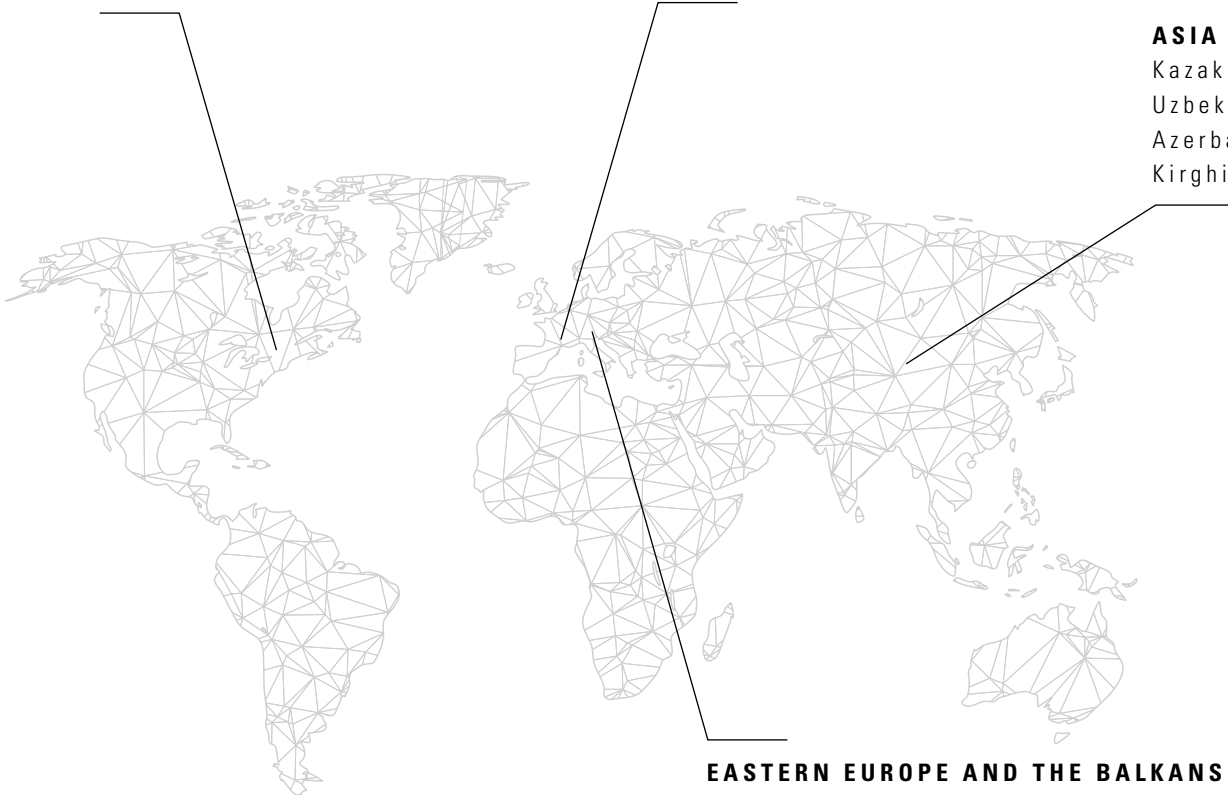 ASIA
Kazak
Uzbek
Azerba
Kirghi
EASTERN EUROPE AND THE BALKANS